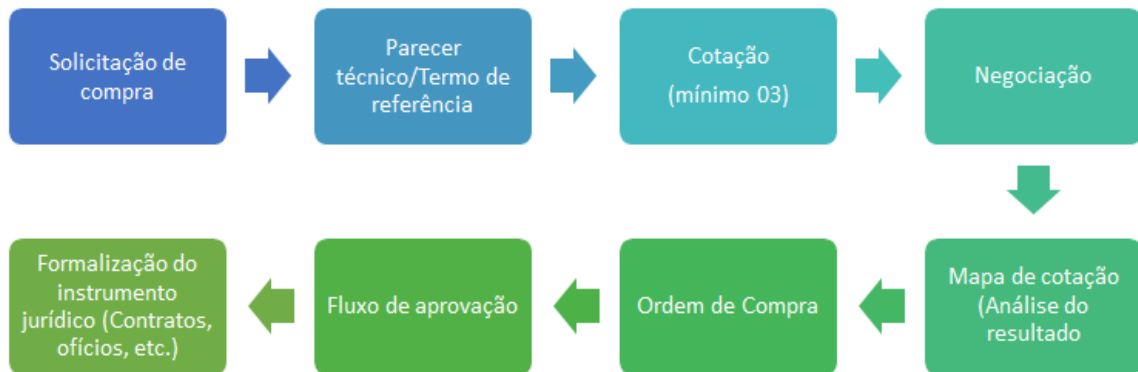 Solicitação de
compra
Parecer
técnico/Termo de
referência
Cotação
(mínimo 03)
Negociação
Mapa de cotação
(Análise do
resultado
Ordem de Compra
Fluxo de aprovação
Formalização do
instrumento
jurídico (Contratos,
ofícios, etc.)